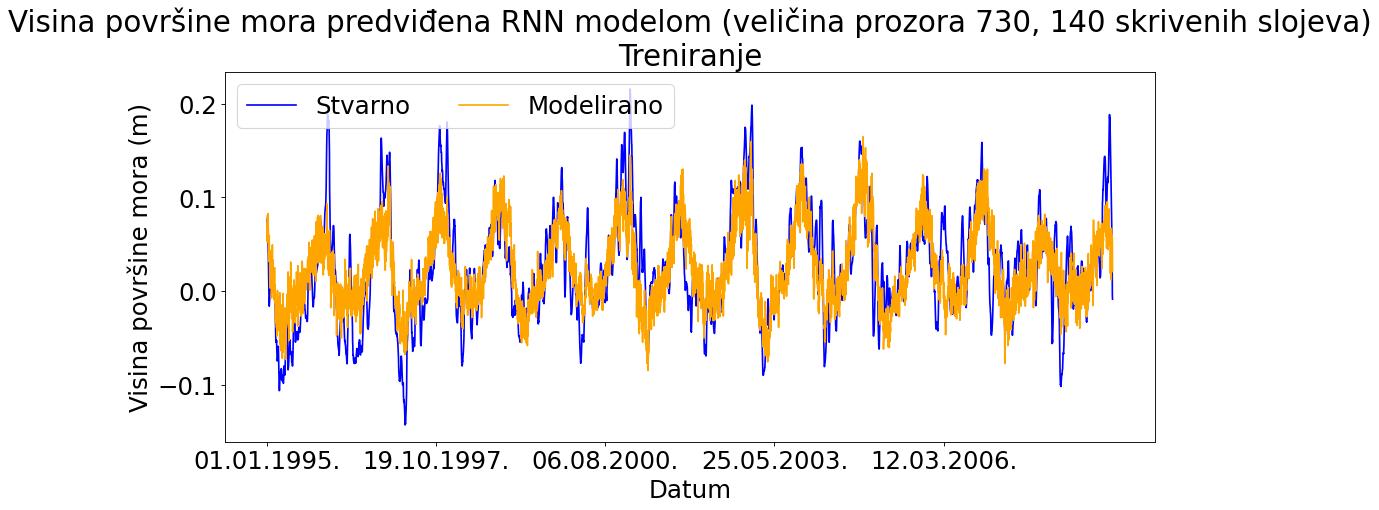 Visina površine mora predviđena RNN modelom (veličina prozora 730, 140 skrivenih slojeva)
Treniranje
Stvarno
Modelirano
Visina površine mora (m)
0.2
0.1
0.0
−0.1
01.01.1995.
19.10.1997.
06.08.2000.
25.05.2003.
12.03.2006.
Datum